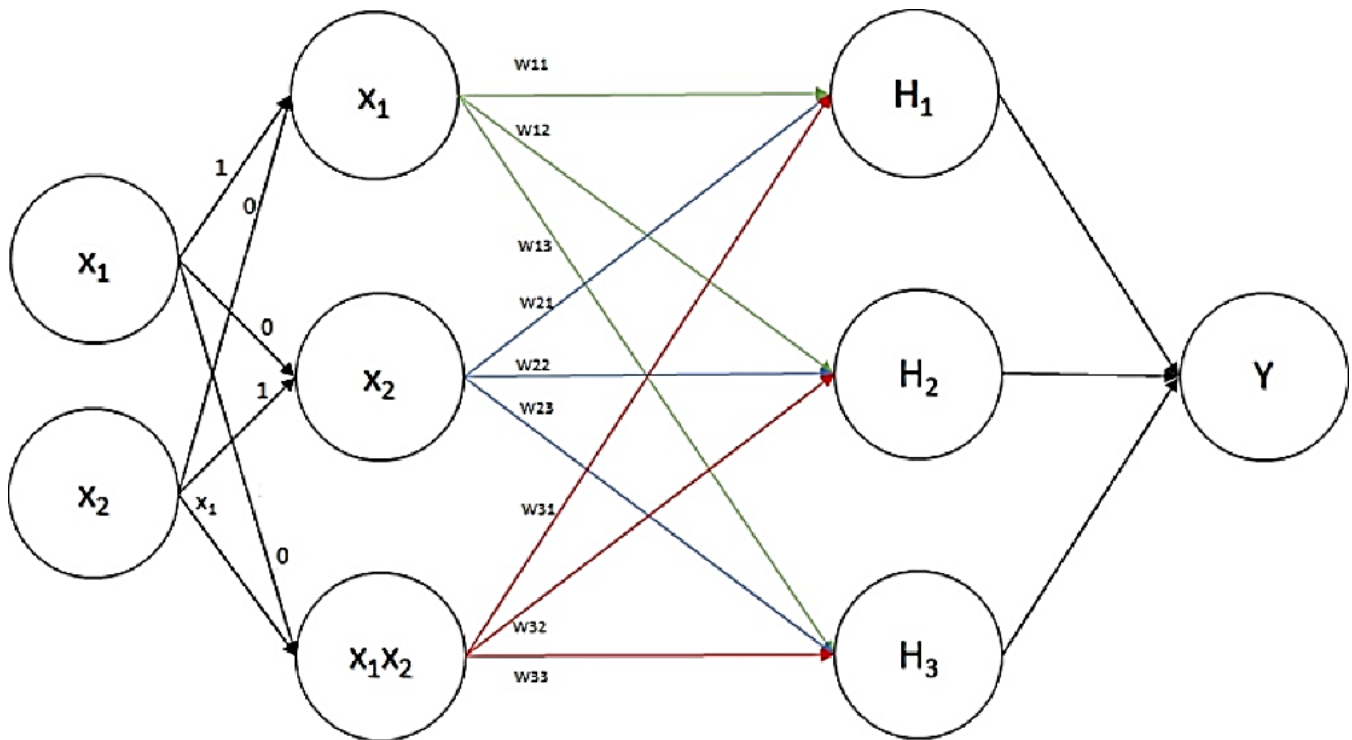 W11
x₁
H₁
W12
1
0
x₁
W13
W21
0
W22
x₂
H₂
Y
1
W23
x₂
x₁
W31
0
W32
x₁x₂
H₃
W33